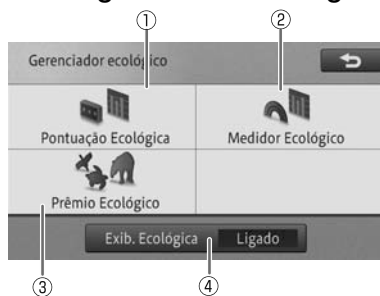 ① ②
Gerenciador ecológico
Pontuação Ecológica Medidor Ecológico
Prêmio Ecológico
Exib. Ecológica Ligado
③ ④